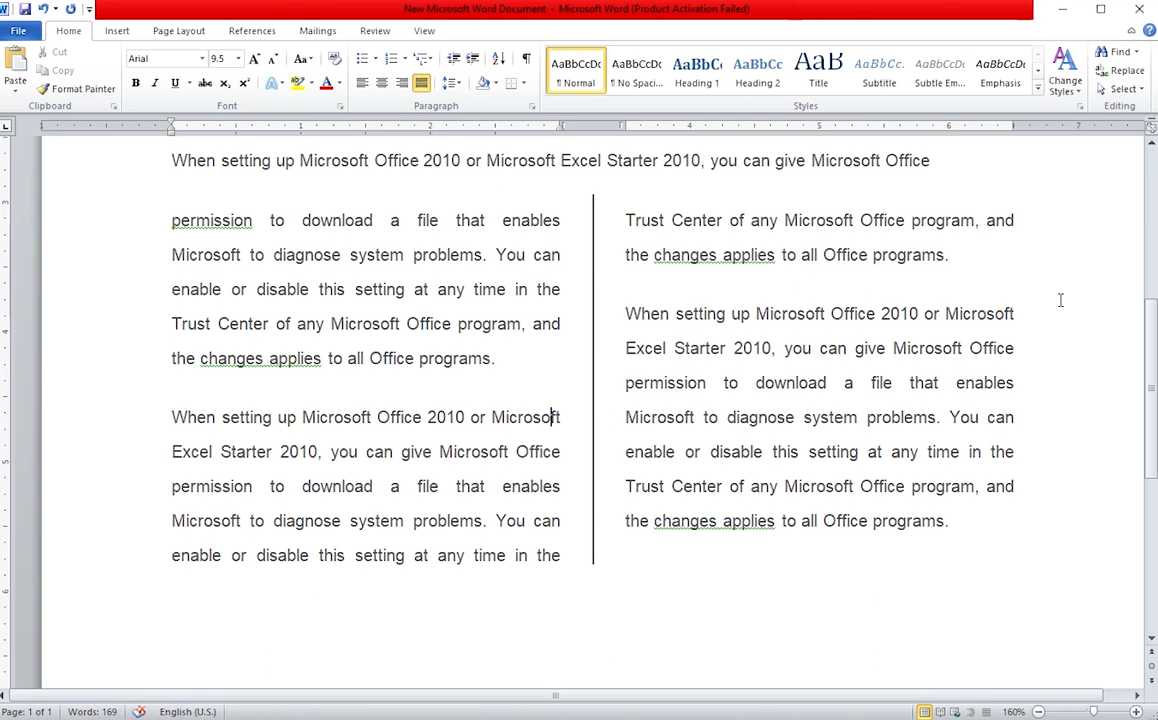 New Microsoft Word Document - Microsoft Word (Product Activation Failed)
File Home Insert Page Layout References Mailings Review View
Paste
Cut
Copy
Format Painter
Clipboard
Arial 9.5
Font
Paragraph
AaBbCcDc AaBbCcDc AaBbCc AaBbCc AaB AaBbCc. AaBbCcDc AaBbCcDc
¶ Normal ¶ No Spaci... Heading 1 Heading 2 Title Subtitle Subtle Em... Emphasis
Styles
Change
Styles
Find
Replace
Select
Editing
1 2 4 5 6 7
When setting up Microsoft Office 2010 or Microsoft Excel Starter 2010, you can give Microsoft Office
permission to download a file that enables
Microsoft to diagnose system problems. You can
enable or disable this setting at any time in the
Trust Center of any Microsoft Office program, and
the changes applies to all Office programs.
When setting up Microsoft Office 2010 or Microsoft
Excel Starter 2010, you can give Microsoft Office
permission to download a file that enables
Microsoft to diagnose system problems. You can
enable or disable this setting at any time in the
Trust Center of any Microsoft Office program, and
the changes applies to all Office programs.
When setting up Microsoft Office 2010 or Microsoft
Excel Starter 2010, you can give Microsoft Office
permission to download a file that enables
Microsoft to diagnose system problems. You can
enable or disable this setting at any time in the
Trust Center of any Microsoft Office program, and
the changes applies to all Office programs.
Page: 1 of 1 Words: 169 English (U.S.) 160%